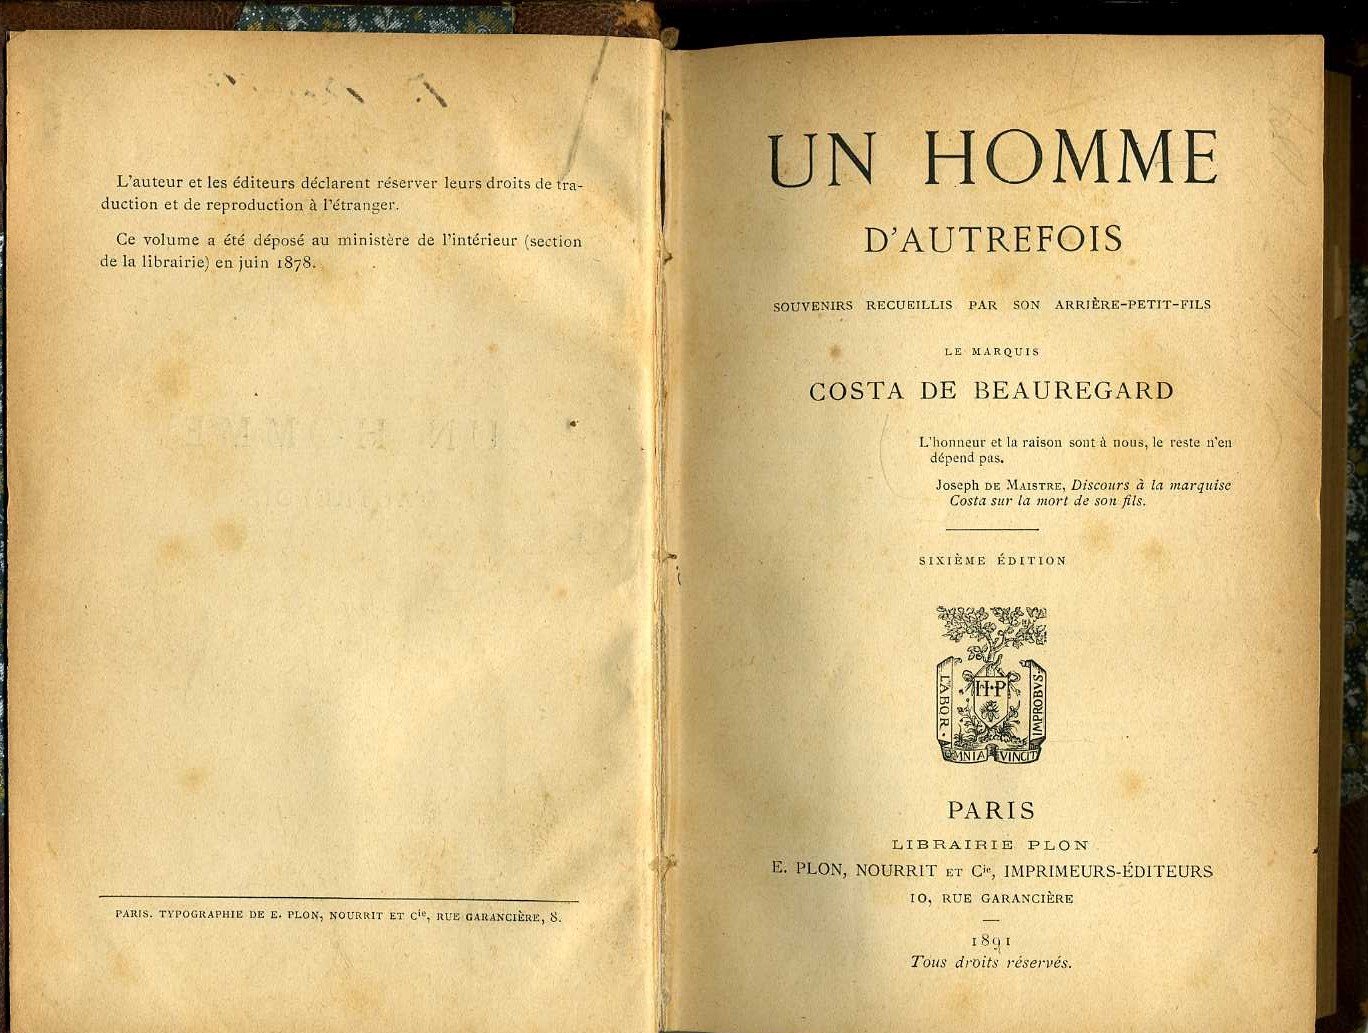 L'auteur et les éditeurs déclarent réserver leurs droits de tra-
duction et de reproduction à l'étranger.
Ce volume a été déposé au ministère de l'intérieur (section
de la librairie) en juin 1878.
PARIS. TYPOGRAPHIE DE E. PLON, NOURRIT ET Cie, RUE GARANCIÈRE, 8.
UN HOMME
D'AUTREFOIS
SOUVENIRS RECUEILLIS PAR SON ARRIÈRE-PETIT-FILS
LE MARQUIS
COSTA DE BEAUREGARD
L'honneur et la raison sont à nous, le reste n'en
dépend pas.
Joseph DE MAISTRE, Discours à la marquise
Costa sur la mort de son fils.
SIXIÈME ÉDITION
H·P
LABOR·
OMNIA VINCIT
IMPROBVS·
PARIS
LIBRAIRIE PLON
E. PLON, NOURRIT ET Cie, IMPRIMEURS-ÉDITEURS
10, RUE GARANCIÈRE
1891
Tous droits réservés.